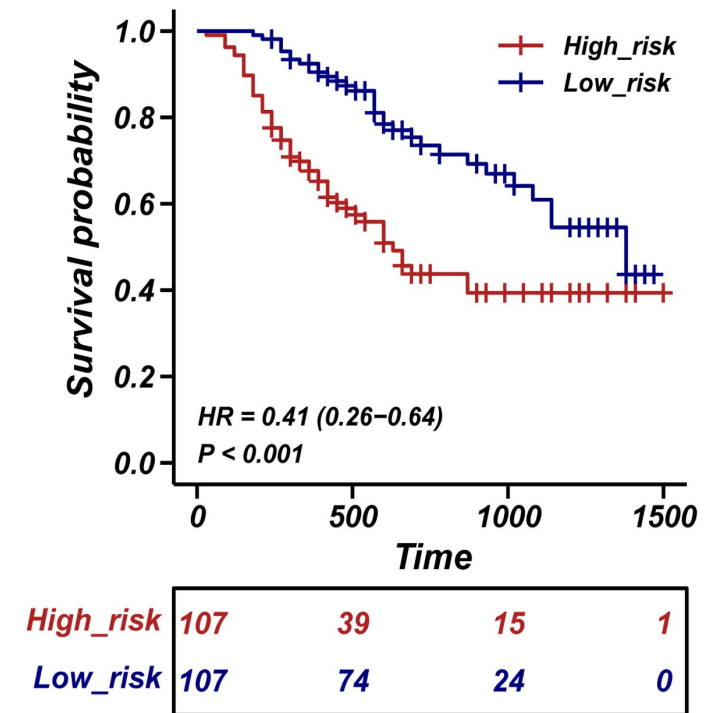 High_risk
Low_risk
Survival probability
1.0
0.8
0.6
0.4
0.2
0.0
HR = 0.41 (0.26−0.64)
P < 0.001
0 500 1000 1500
Time
High_risk 107 39 15 1
Low_risk 107 74 24 0